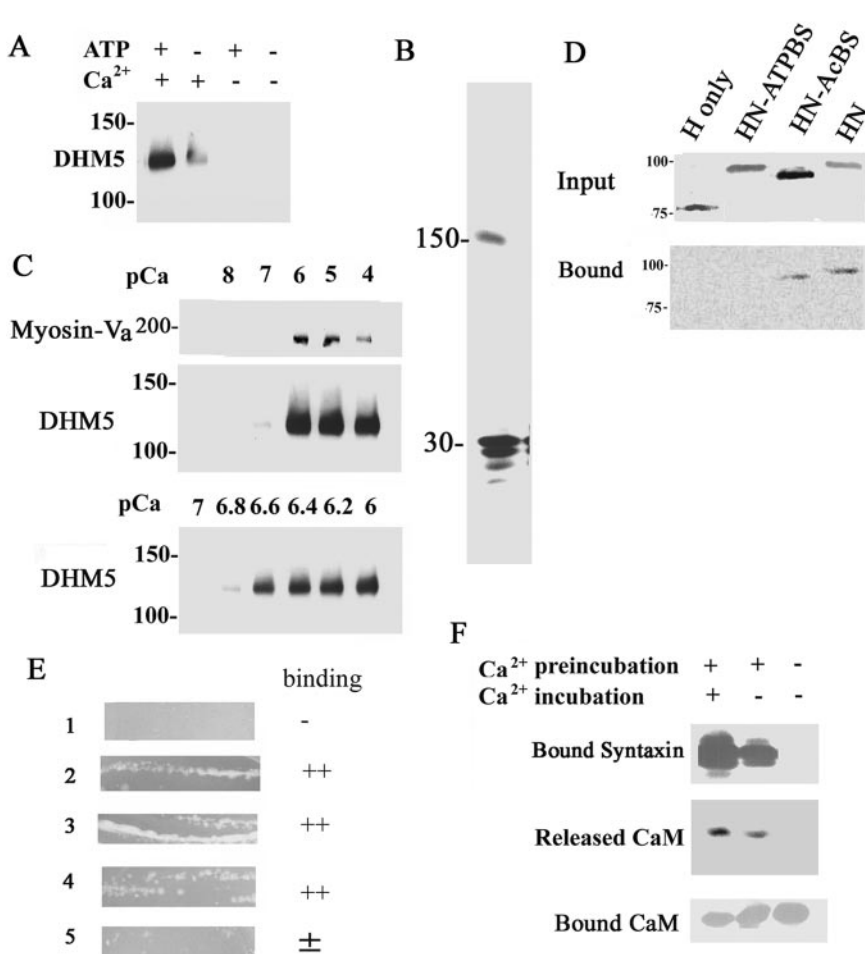 A
ATP + - + -
Ca2+ + + - -
150-
DHM5
100-
B
150-
30-
C
pCa 8 7 6 5 4
Myosin-Va 200-
150-
DHM5
100-
pCa 7 6.8 6.6 6.4 6.2 6
150-
DHM5
100-
D
H only HN-ATPBS HN-AcBS HN
Input
100-
-75-
Bound
100-
75-
E
binding
1 -
2 ++
3 ++
4 ++
5 ±
F
Ca2+ preincubation + + -
Ca2+ incubation + - -
Bound Syntaxin
Released CaM
Bound CaM